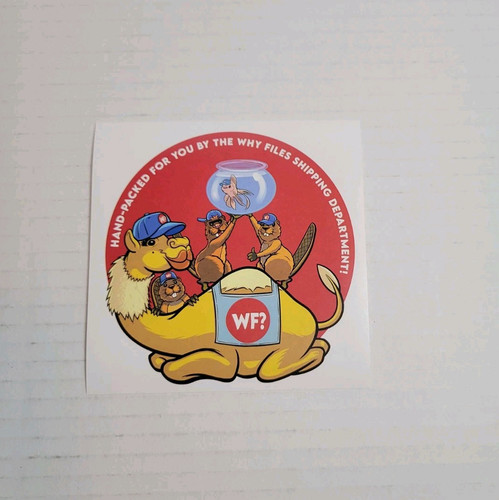 HAND-PACKED FOR YOU BY THE WHY FILES SHIPPING DEPARTMENT!
WF?